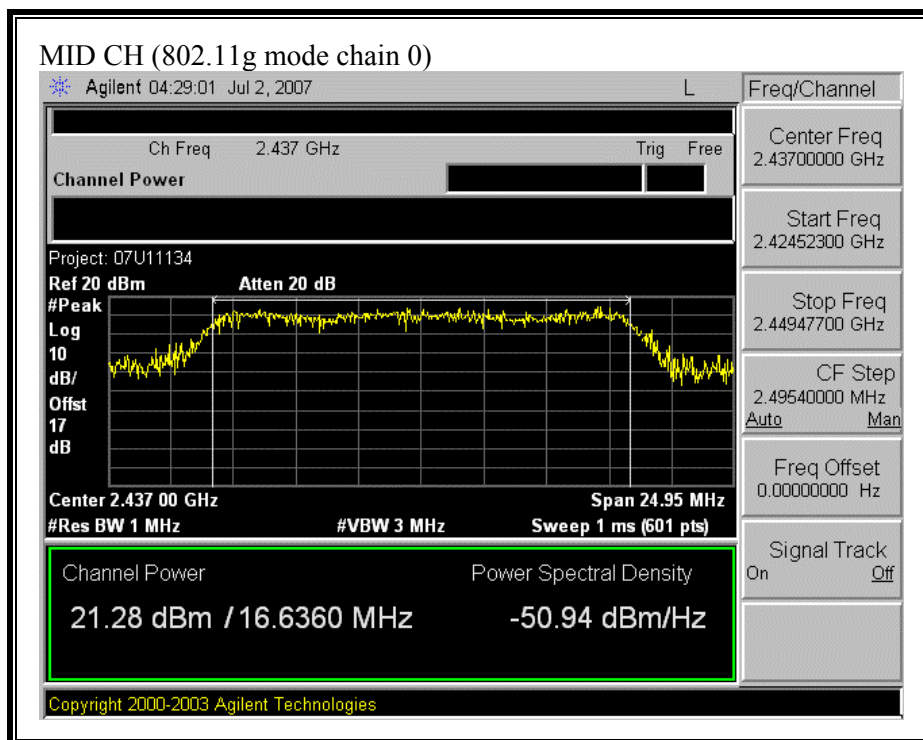 MID CH (802.11g mode chain 0)
Agilent 04:29:01 Jul 2, 2007 L
Freq/Channel
Ch Freq 2.437 GHz Trig Free
Channel Power
Center Freq
2.43700000 GHz
Start Freq
2.42452300 GHz
Stop Freq
2.44947700 GHz
CF Step
2.49540000 MHz
Auto Man
Freq Offset
0.00000000 Hz
Signal Track
On Off
Project: 07U11134
Ref 20 dBm Atten 20 dB
#Peak
Log
10
dB/
Offst
17
dB
Center 2.437 00 GHz Span 24.95 MHz
#Res BW 1 MHz #VBW 3 MHz Sweep 1 ms (601 pts)
Channel Power Power Spectral Density
21.28 dBm / 16.6360 MHz -50.94 dBm/Hz
Copyright 2000-2003 Agilent Technologies